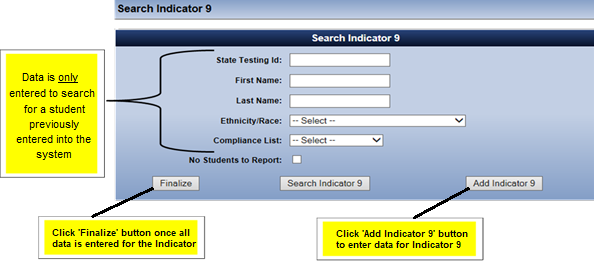 Search Indicator 9
Search Indicator 9
Data is only
entered to search
for a student
previously
entered into the
system
State Testing Id:
First Name:
Last Name:
Ethnicity/Race: -- Select --
Compliance List: -- Select --
No Students to Report:
Finalize Search Indicator 9 Add Indicator 9
Click 'Finalize' button once all
data is entered for the Indicator
Click 'Add Indicator 9' button
to enter data for Indicator 9